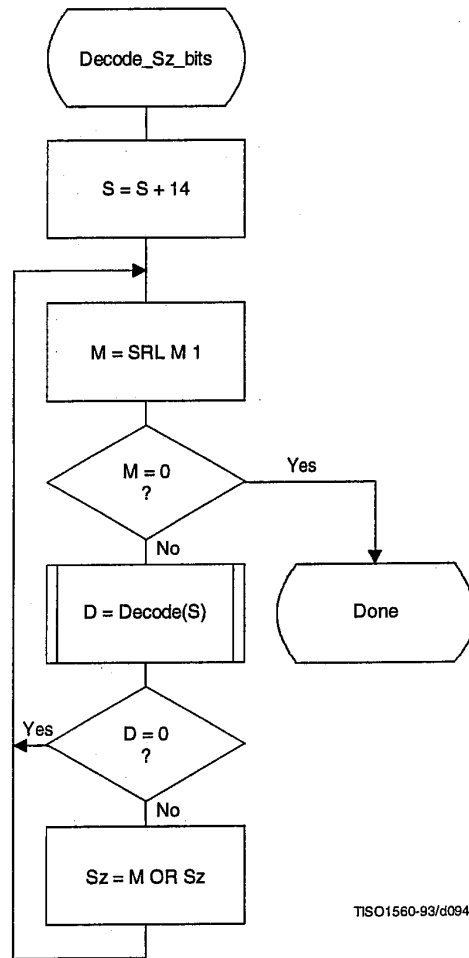 Decode_Sz_bits
S = S + 14
M = SRL M 1
M = 0
?
Yes
No
D = Decode(S)
Done
Yes
D = 0
?
No
Sz = M OR Sz
TISO1560-93/d094